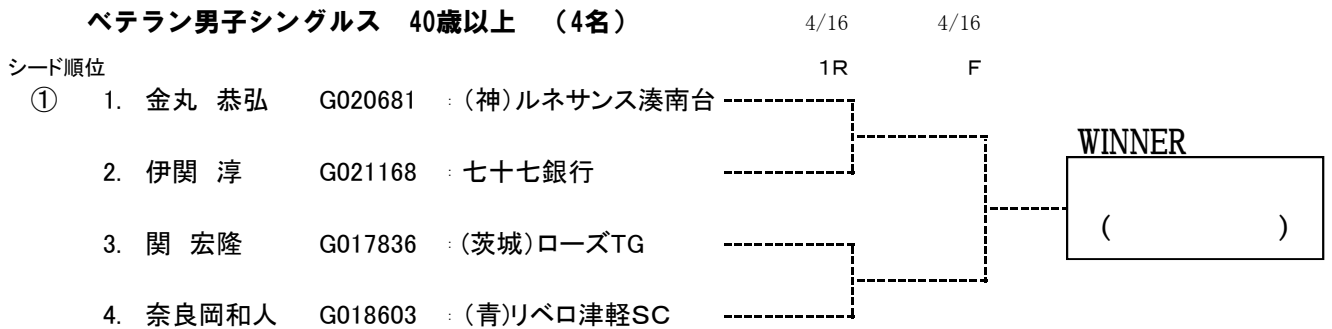 ベテラン男子シングルス 40歳以上 (4名) 4/16 4/16
シード順位 1R F
① 1. 金丸 恭弘 G020681 : (神)ルネサンス湊南台
WINNER
2. 伊関 淳 G021168 : 七十七銀行
( )
3. 関 宏隆 G017836 : (茨城)ローズTG
4. 奈良岡和人 G018603 : (青)リベロ津軽SC